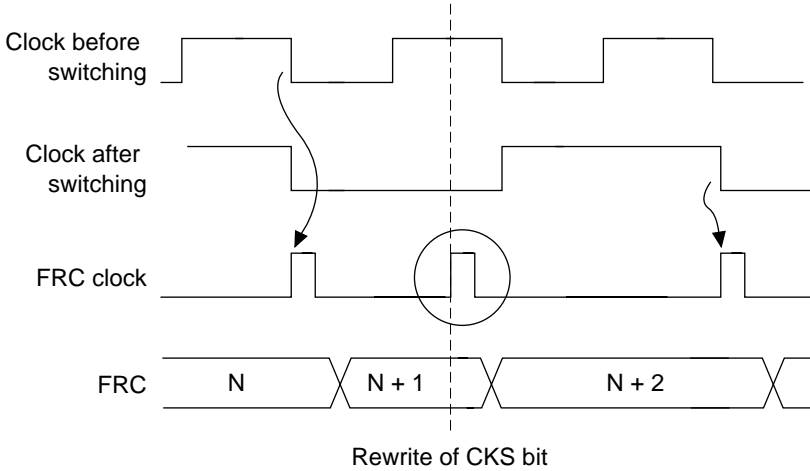 Clock before
switching
Clock after
switching
FRC clock
FRC
N
N + 1
N + 2
Rewrite of CKS bit